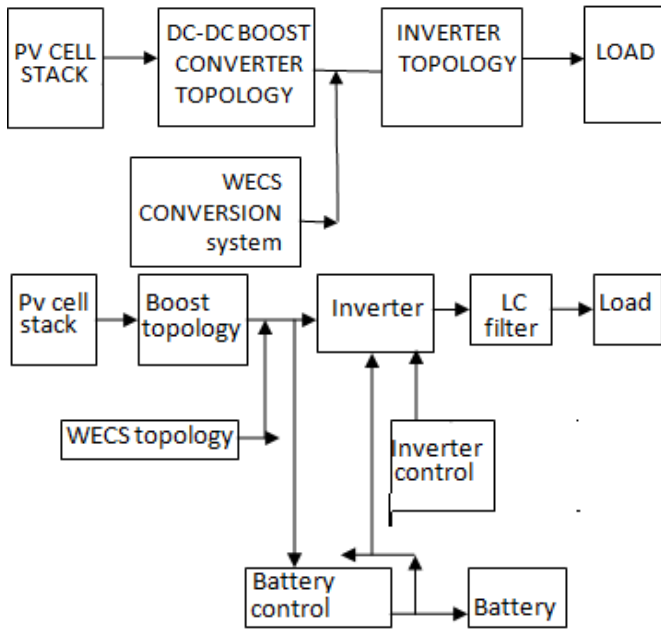 PV CELL
STACK
DC-DC BOOST
CONVERTER
TOPOLOGY
INVERTER
TOPOLOGY
LOAD
WECS
CONVERSION
system
Pv cell
stack
Boost
topology
Inverter
LC
filter
Load
WECS topology
Inverter
control
Battery
control
Battery